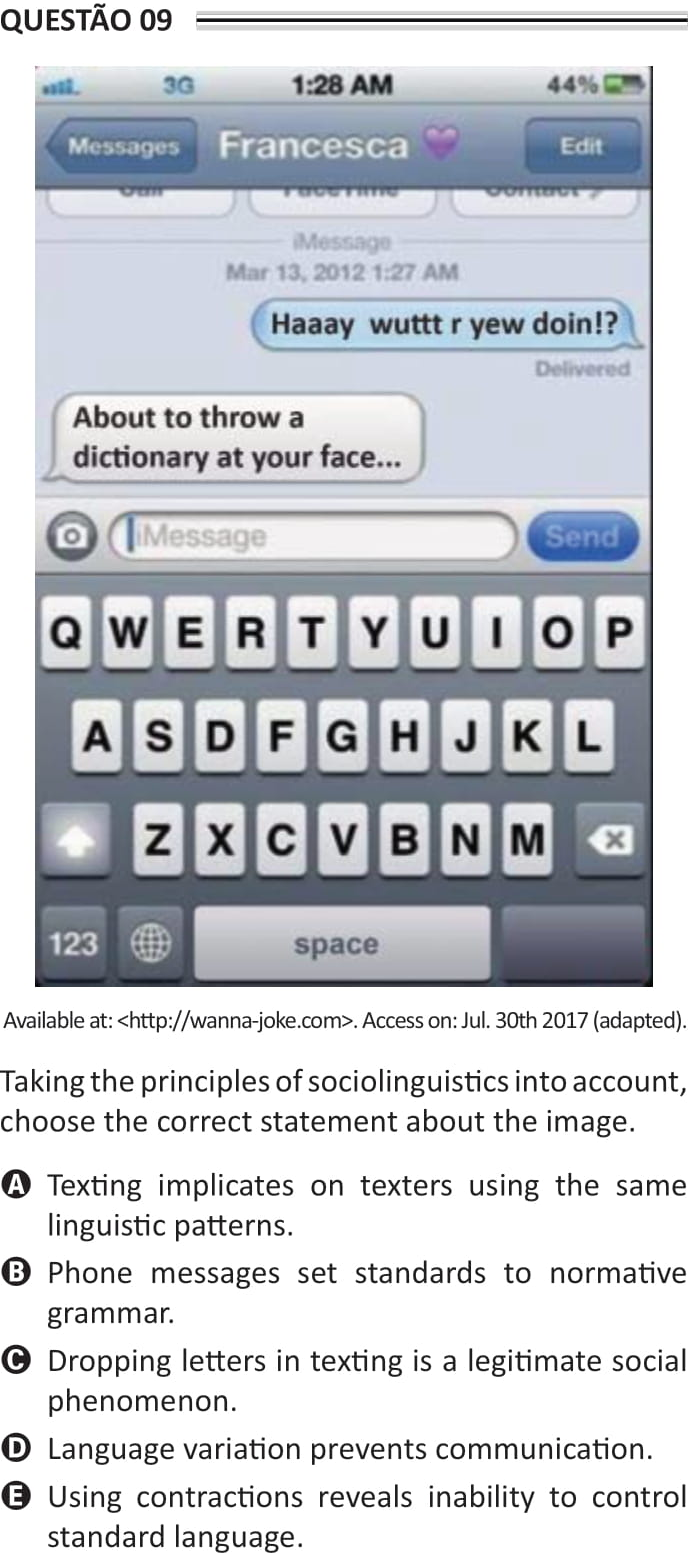 QUESTÃO 09
3G 1:28 AM 44%
Messages Francesca Edit
iMessage
Mar 13, 2012 1:27 AM
Haaay wuttt r yew doin!?
Delivered
About to throw a
dictionary at your face...
iMessage Send
Q W E R T Y U I O P
A S D F G H J K L
Z X C V B N M
123 space
Available at: <http://wanna-joke.com>. Access on: Jul. 30th 2017 (adapted).
Taking the principles of sociolinguistics into account,
choose the correct statement about the image.
A Texting implicates on texters using the same
linguistic patterns.
B Phone messages set standards to normative
grammar.
C Dropping letters in texting is a legitimate social
phenomenon.
D Language variation prevents communication.
E Using contractions reveals inability to control
standard language.